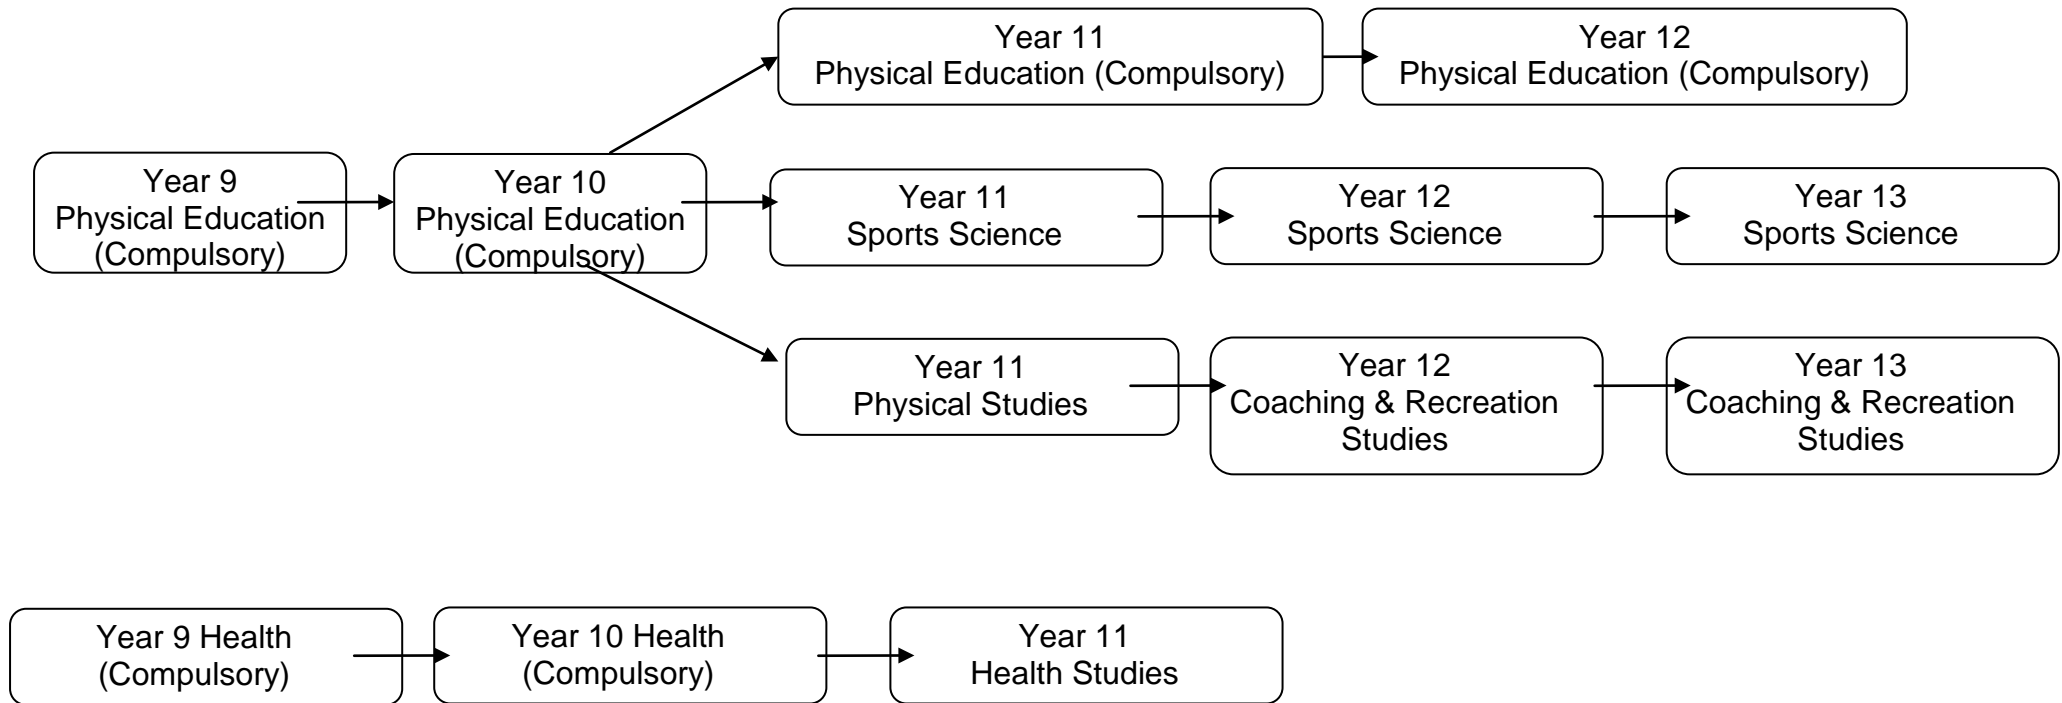 Year 11
Physical Education (Compulsory)
Year 12
Physical Education (Compulsory)
Year 9
Physical Education
(Compulsory)
Year 10
Physical Education
(Compulsory)
Year 11
Sports Science
Year 12
Sports Science
Year 13
Sports Science
Year 11
Physical Studies
Year 12
Coaching & Recreation
Studies
Year 13
Coaching & Recreation
Studies
Year 9 Health
(Compulsory)
Year 10 Health
(Compulsory)
Year 11
Health Studies